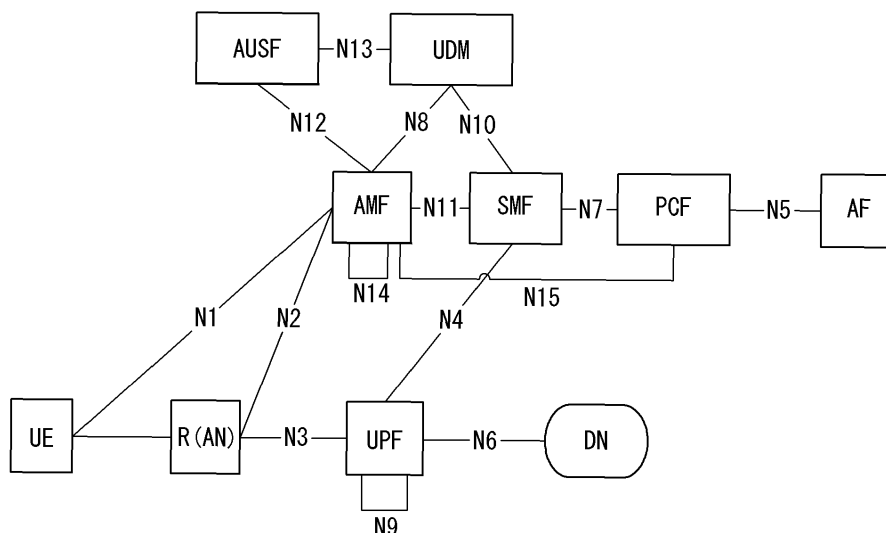 AUSF N13 UDM
N12 N8 N10
AMF N11 SMF N7 PCF N5 AF
N14 N15
N1 N2 N4
UE R(AN) N3 UPF N6 DN
N9